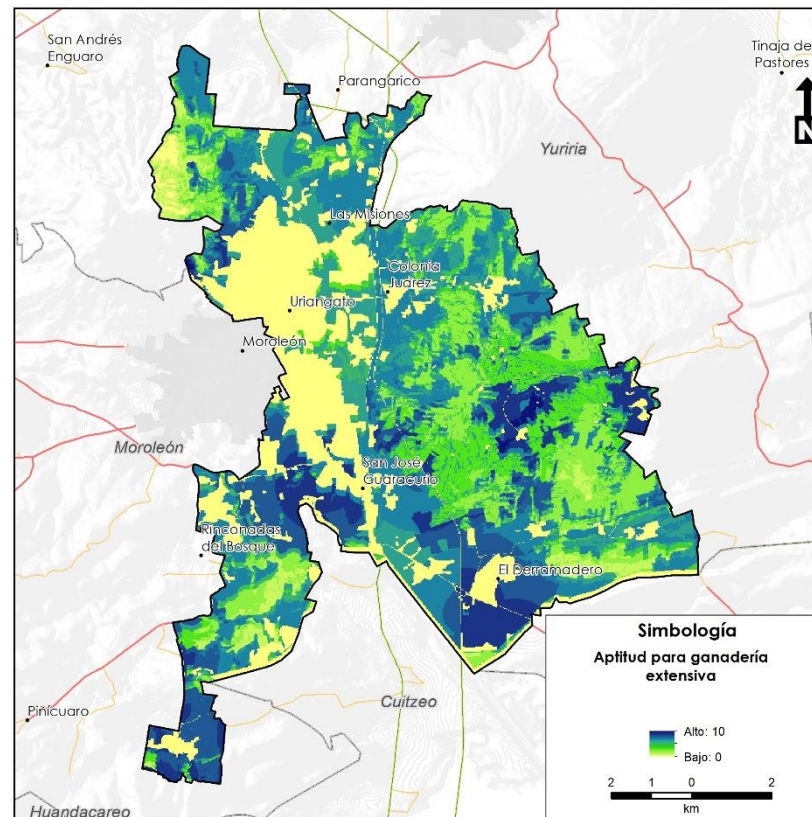 San Andrés
Enguaro
Parangarico
Tinaja de
Pastores
N
Yuriria
Las Misiones
Colonia
Juárez
Uriangato
Moroleón
Moroleón
San José
Guaracurio
Rinconadas
del Bosque
El Derramadero
Cuitzeo
Piñícuaro
Huandacareo
Simbología
Aptitud para ganadería
extensiva
Alto: 10
Bajo: 0
2 1 0 2
km